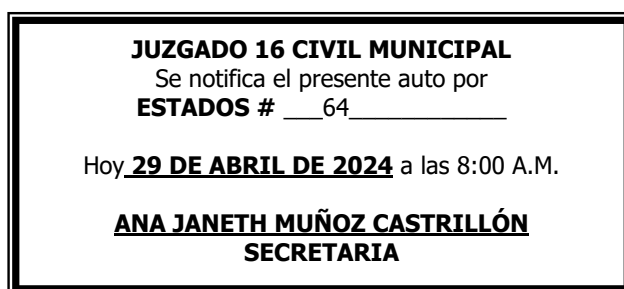 JUZGADO 16 CIVIL MUNICIPAL
Se notifica el presente auto por
ESTADOS # ___64____________
Hoy 29 DE ABRIL DE 2024 a las 8:00 A.M.
ANA JANETH MUÑOZ CASTRILLÓN
SECRETARIA